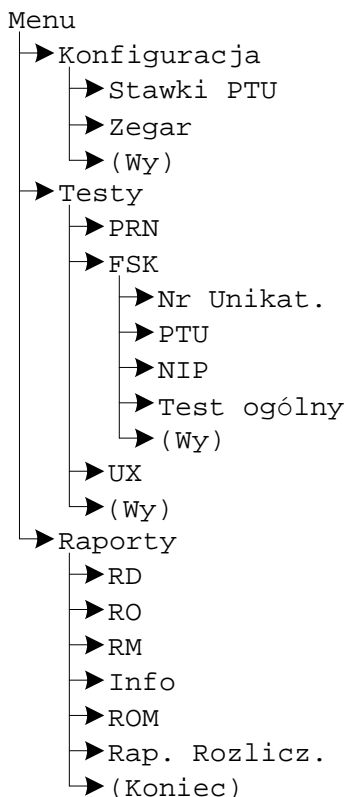 Menu
Konfiguracja
Stawki PTU
Zegar
(Wy)
Testy
PRN
FSK
Nr Unikat.
PTU
NIP
Test ogólny
(Wy)
UX
(Wy)
Raporty
RD
RO
RM
Info
ROM
Rap. Rozlicz.
(Koniec)